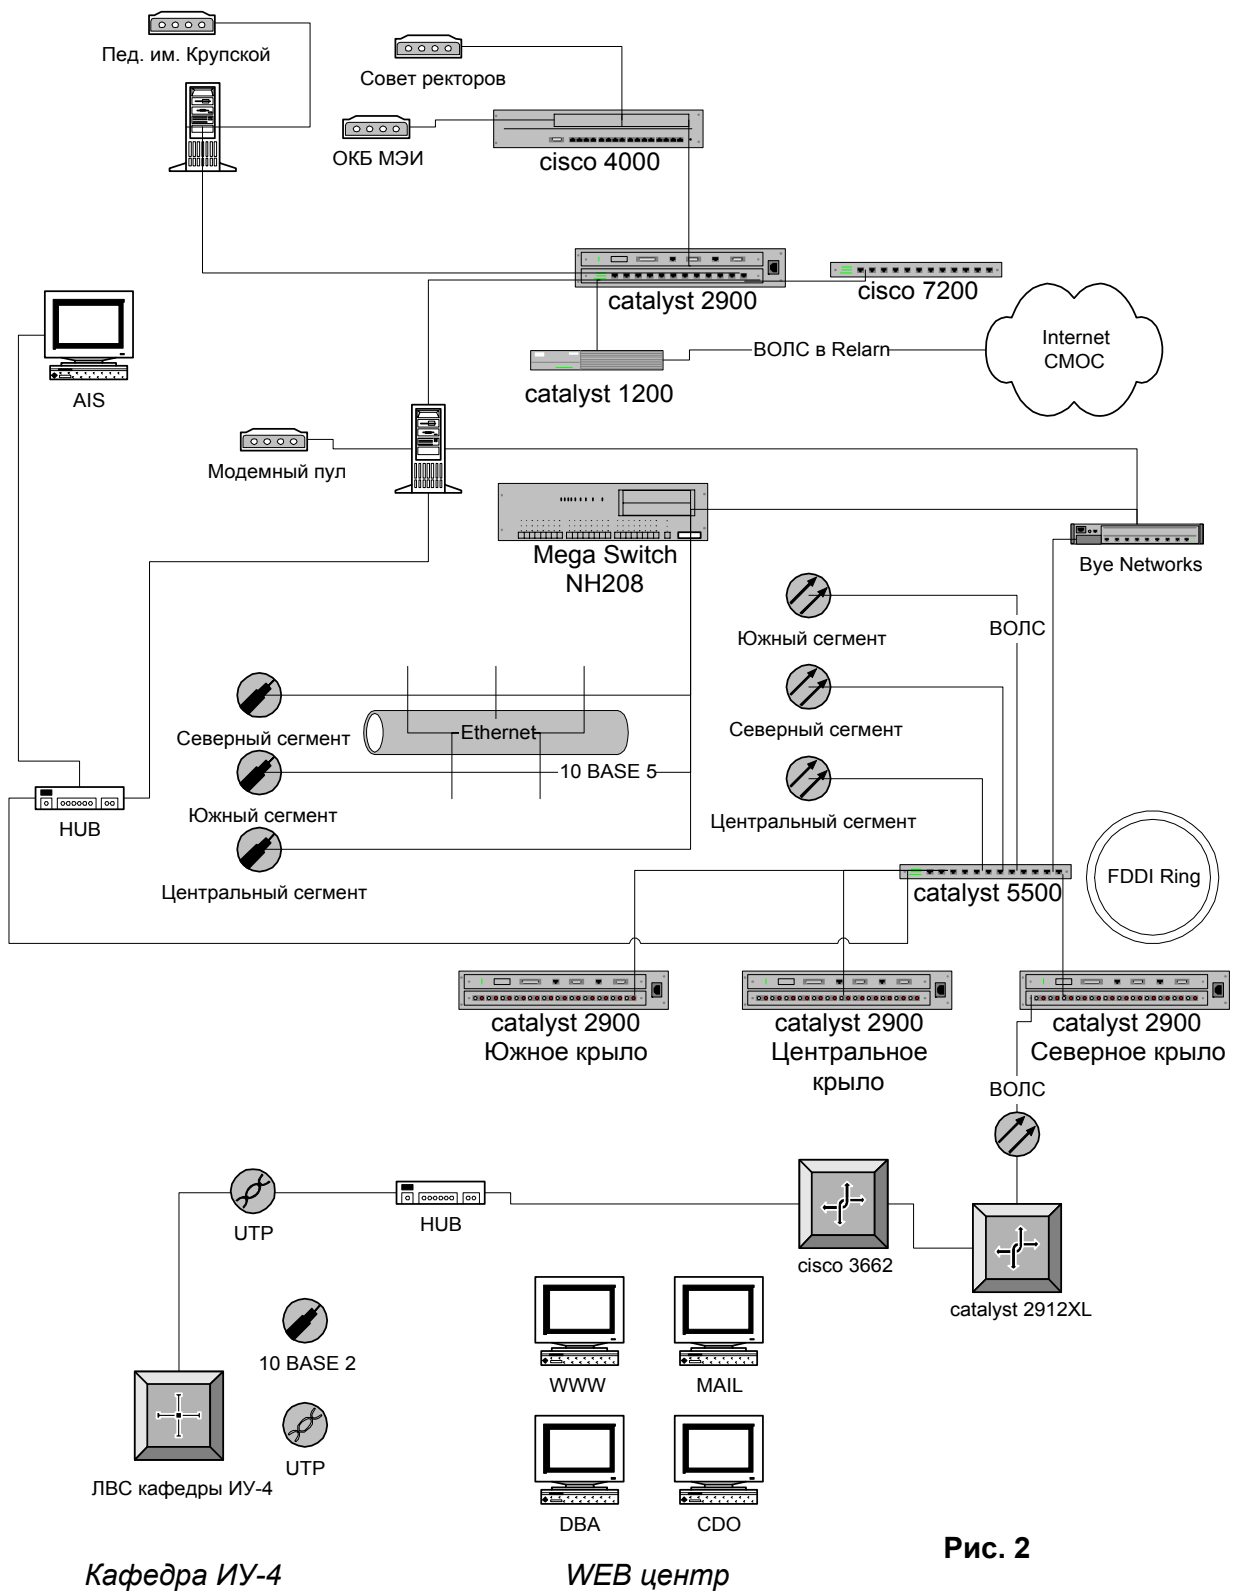 Пед. им. Крупской
Совет ректоров
ОКБ МЭИ
cisco 4000
catalyst 2900
cisco 7200
Internet
СМОС
ВОЛС в Relarn
catalyst 1200
AIS
Модемный пул
Mega Switch
NH208
Bye Networks
Южный сегмент
ВОЛС
Северный сегмент
Ethernet
Северный сегмент
10 BASE 5
Южный сегмент
HUB
Центральный сегмент
Центральный сегмент
FDDI Ring
catalyst 5500
catalyst 2900
Южное крыло
catalyst 2900
Центральное
крыло
catalyst 2900
Северное крыло
ВОЛС
UTP
HUB
cisco 3662
catalyst 2912XL
10 BASE 2
WWW
MAIL
UTP
ЛВС кафедры ИУ-4
DBA
CDO
Рис. 2
Кафедра ИУ-4
WEB центр